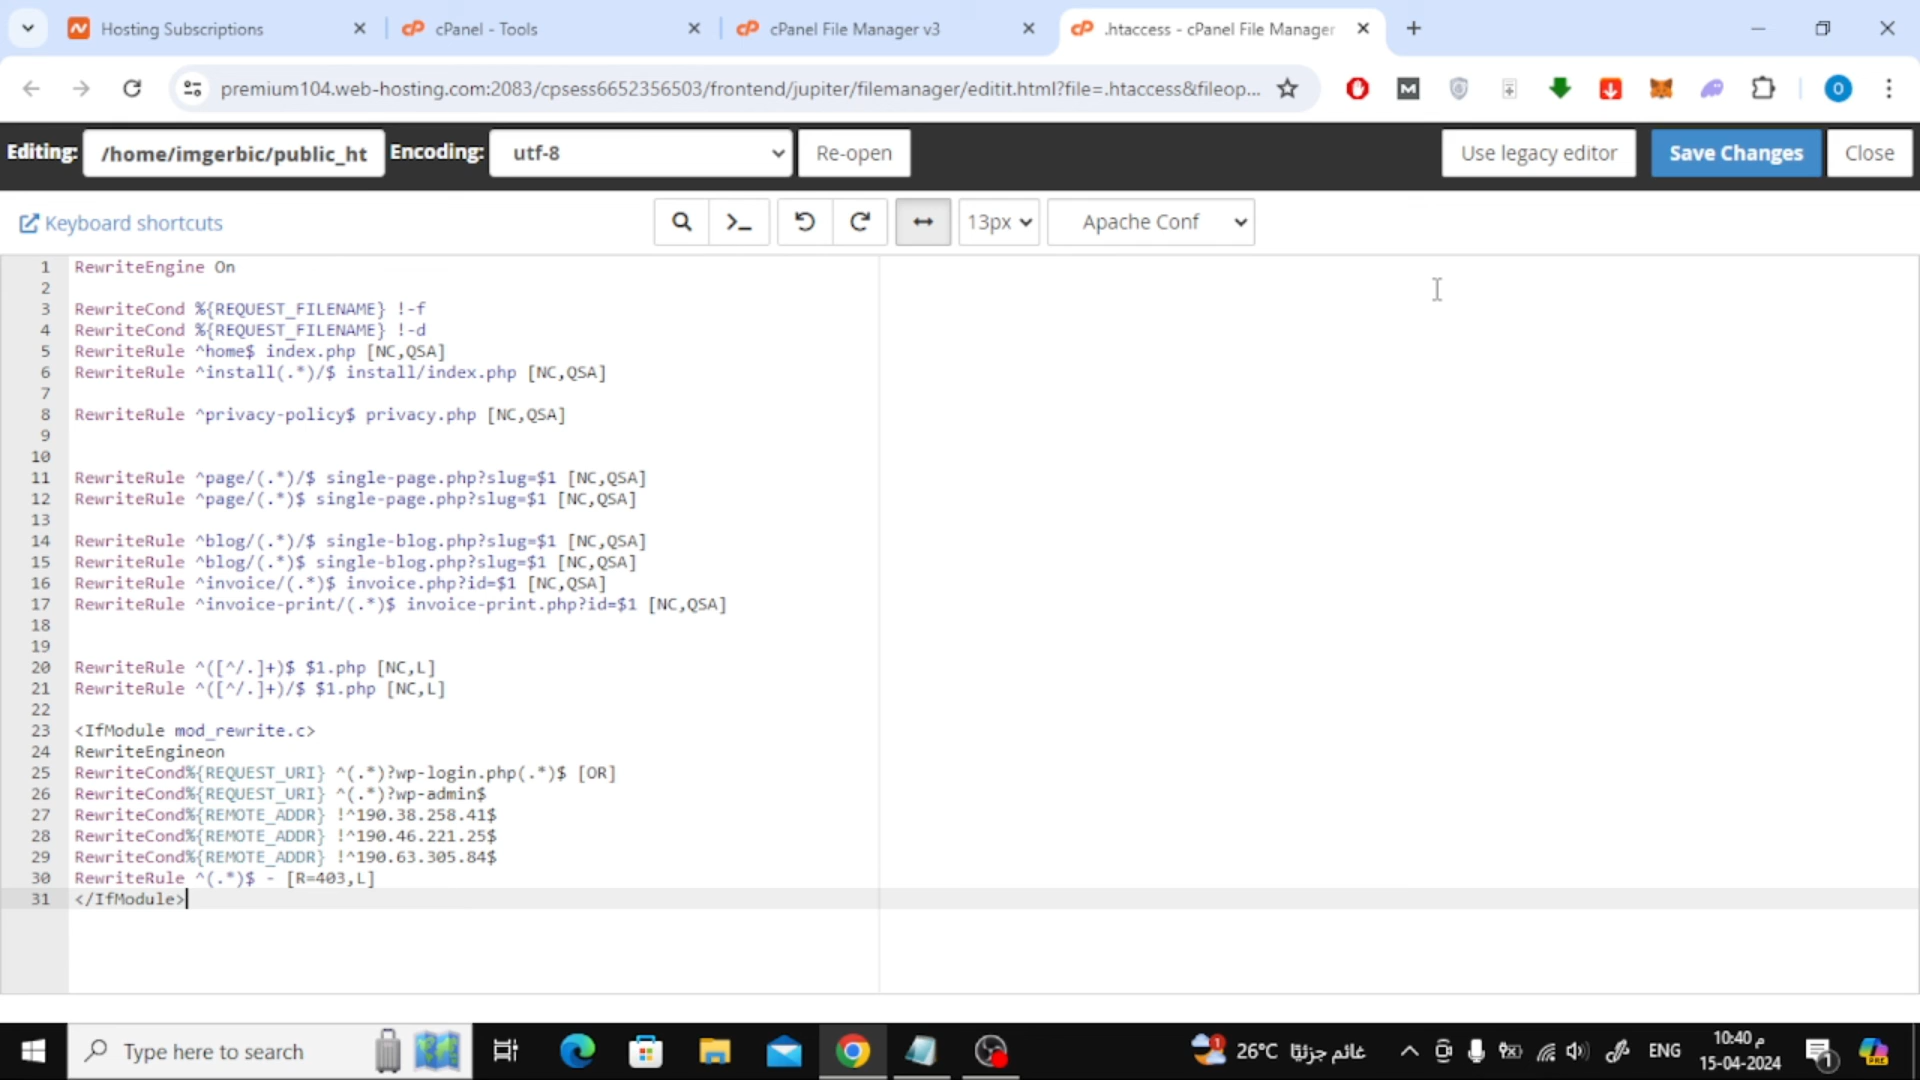 Hosting Subscriptions
cPanel - Tools
cPanel File Manager v3
.htaccess - cPanel File Manager
premium104.web-hosting.com:2083/cpsess6652356503/frontend/jupiter/filemanager/editit.html?file=.htaccess&fileop...
Editing: /home/imgerbic/public_ht Encoding: utf-8 Re-open Use legacy editor Save Changes Close
Keyboard shortcuts 13px Apache Conf
1 RewriteEngine On
2
3 RewriteCond %{REQUEST_FILENAME} !-f
4 RewriteCond %{REQUEST_FILENAME} !-d
5 RewriteRule ^home$ index.php [NC,QSA]
6 RewriteRule ^install(.*)/$ install/index.php [NC,QSA]
7
8 RewriteRule ^privacy-policy$ privacy.php [NC,QSA]
9
10
11 RewriteRule ^page/(.*)/$ single-page.php?slug=$1 [NC,QSA]
12 RewriteRule ^page/(.*)$ single-page.php?slug=$1 [NC,QSA]
13
14 RewriteRule ^blog/(.*)/$ single-blog.php?slug=$1 [NC,QSA]
15 RewriteRule ^blog/(.*)$ single-blog.php?slug=$1 [NC,QSA]
16 RewriteRule ^invoice/(.*)$ invoice.php?id=$1 [NC,QSA]
17 RewriteRule ^invoice-print/(.*)$ invoice-print.php?id=$1 [NC,QSA]
18
19
20 RewriteRule ^([^/.]+)$ $1.php [NC,L]
21 RewriteRule ^([^/.]+)/$ $1.php [NC,L]
22
23 <IfModule mod_rewrite.c>
24 RewriteEngineon
25 RewriteCond%{REQUEST_URI} ^(.*)?wp-login.php(.*)$ [OR]
26 RewriteCond%{REQUEST_URI} ^(.*)?wp-admin$
27 RewriteCond%{REMOTE_ADDR} !^190.38.258.41$
28 RewriteCond%{REMOTE_ADDR} !^190.46.221.25$
29 RewriteCond%{REMOTE_ADDR} !^190.63.305.84$
30 RewriteRule ^(.*)$ - [R=403,L]
31 </IfModule>
Type here to search
26°C غائم جزئيًا
ENG
10:40 م
15-04-2024